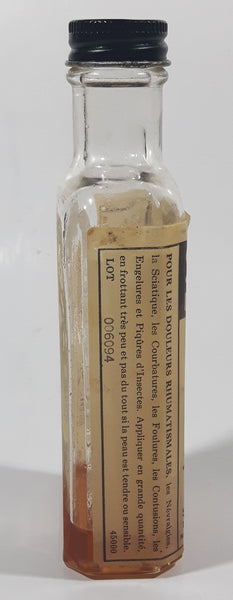 POUR LES DOULEURS RHUMATISMALES, les Névralgies,
la Sciatique, les Courbatures, les Foulures, les Contusions, les
Engelures et Piqûres d'Insectes. Appliquer en grande quantité,
en frottant très peu et pas du tout si la peau est tendre ou sensible.
LOT 006094 45000